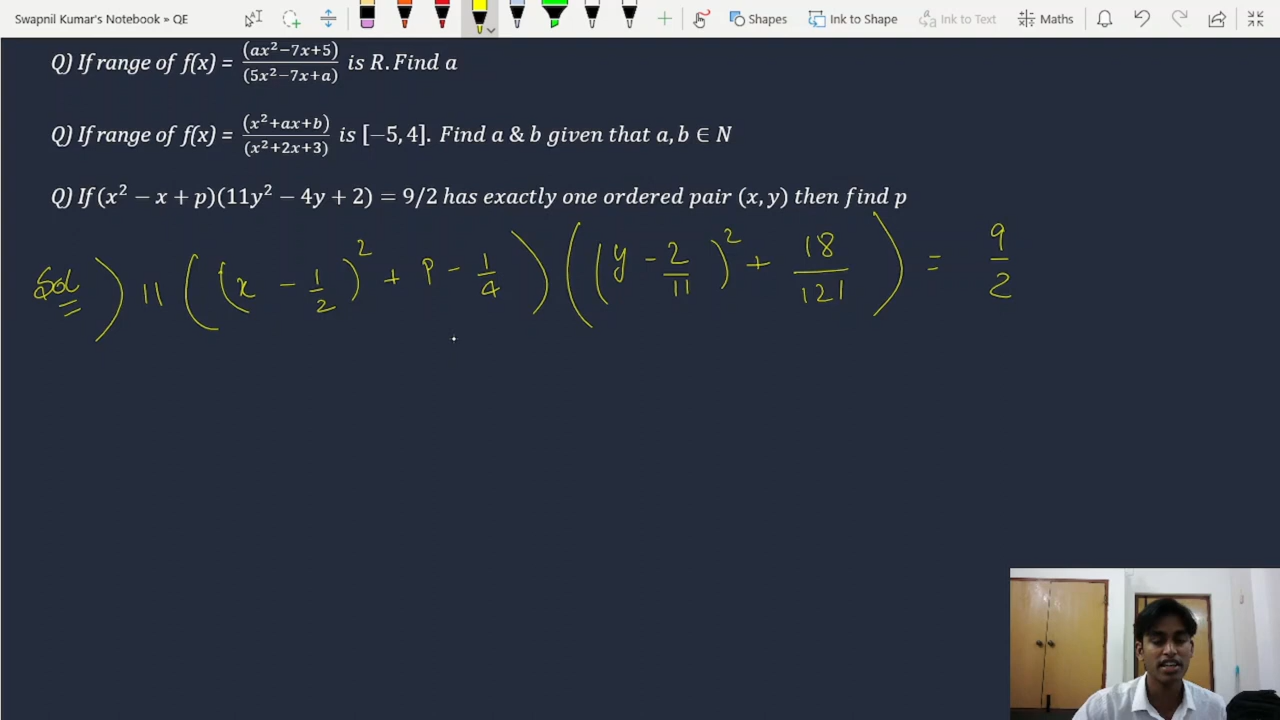 Swapnil Kumar's Notebook » QE Shapes Ink to Shape Ink to Text Maths
Q) If range of f(x) = (ax²−7x+5)/(5x²−7x+a) is R. Find a
Q) If range of f(x) = (x²+ax+b)/(x²+2x+3) is [−5, 4]. Find a & b given that a, b ∈ N
Q) If (x² − x + p)(11y² − 4y + 2) = 9/2 has exactly one ordered pair (x, y) then find p
Sol) 11((x − 1/2)² + P − 1/4)((y − 2/11)² + 18/121) = 9/2